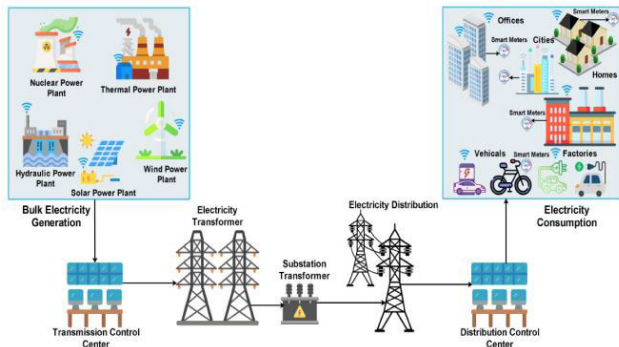 Nuclear Power
Plant
Thermal Power Plant
Hydraulic Power
Plant
Solar Power Plant
Wind Power
Plant
Bulk Electricity
Generation
Transmission Control
Center
Electricity
Transformer
Substation
Transformer
Electricity Distribution
Distribution Control
Center
Electricity
Consumption
Offices
Smart Meters
Cities
Smart Meters
Homes
Smart Meters
Vehicals
Smart Meters
Factories